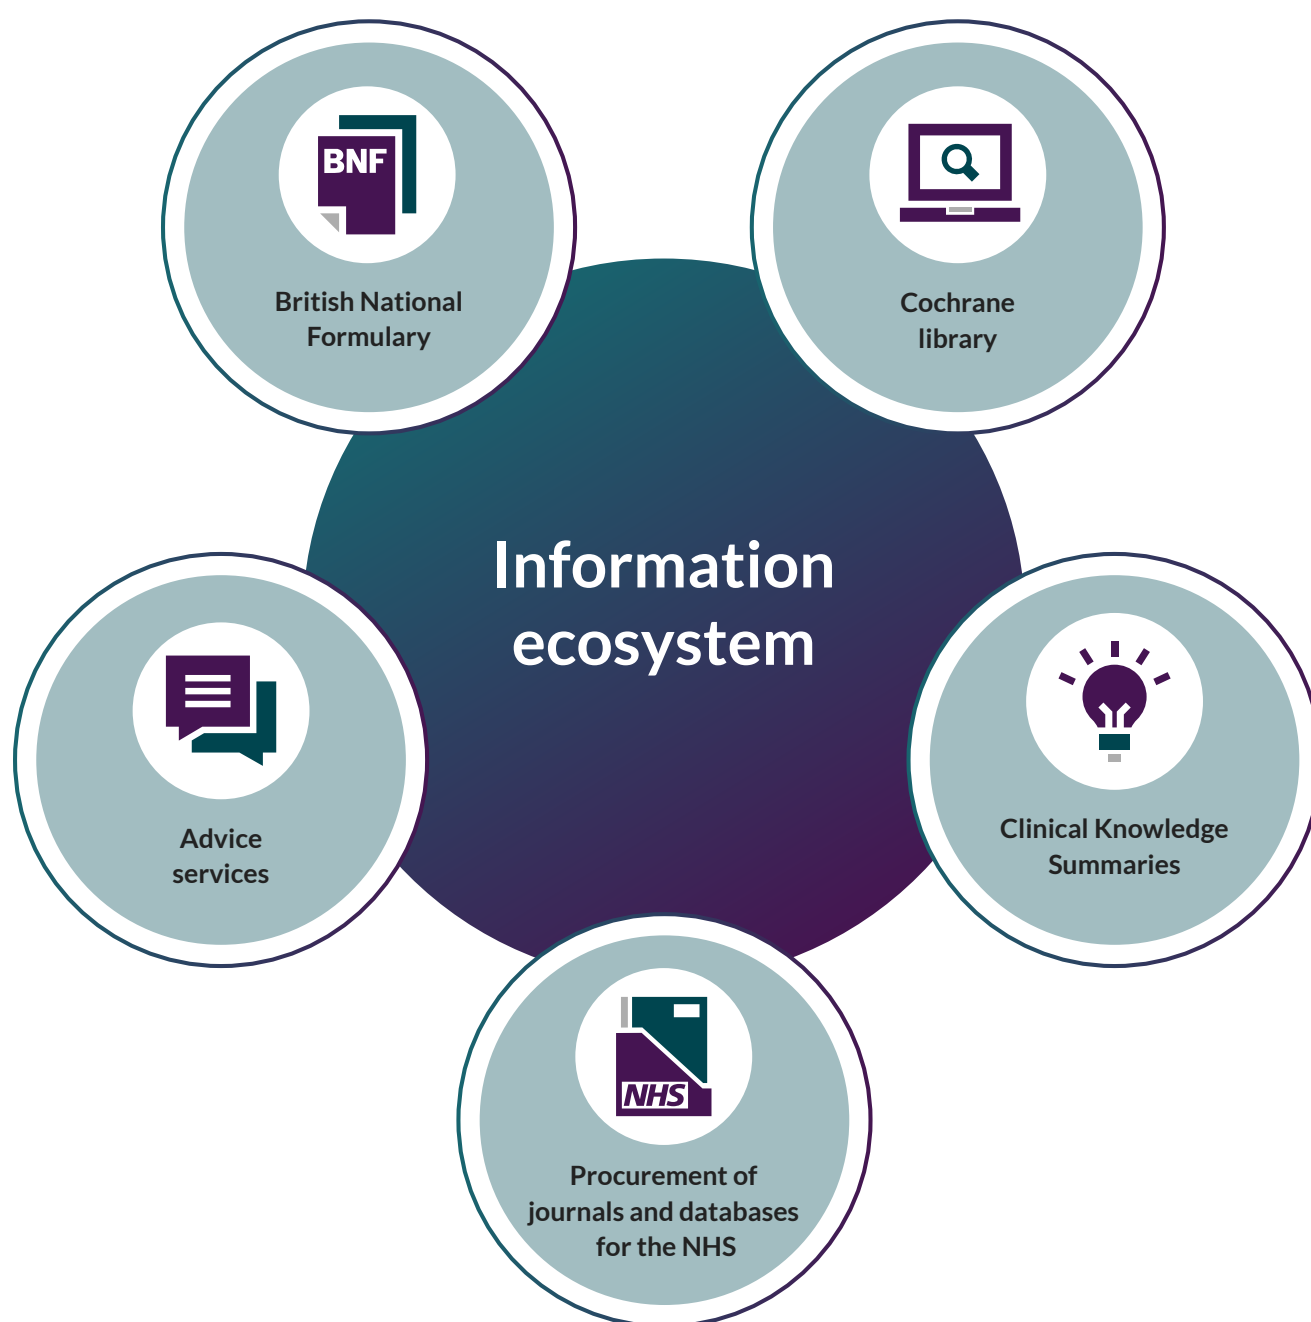 BNF
British National
Formulary
Cochrane
library
Information
ecosystem
Advice
services
Clinical Knowledge
Summaries
NHS
Procurement of
journals and databases
for the NHS